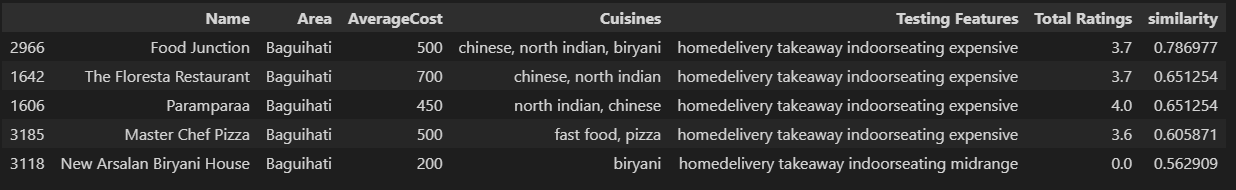 Name Area AverageCost Cuisines Testing Features Total Ratings similarity
2966 Food Junction Baguihati 500 chinese, north indian, biryani homedelivery takeaway indoorseating expensive 3.7 0.786977
1642 The Floresta Restaurant Baguihati 700 chinese, north indian homedelivery takeaway indoorseating expensive 3.7 0.651254
1606 Paramparaa Baguihati 450 north indian, chinese homedelivery takeaway indoorseating expensive 4.0 0.651254
3185 Master Chef Pizza Baguihati 500 fast food, pizza homedelivery takeaway indoorseating expensive 3.6 0.605871
3118 New Arsalan Biryani House Baguihati 200 biryani homedelivery takeaway indoorseating midrange 0.0 0.562909